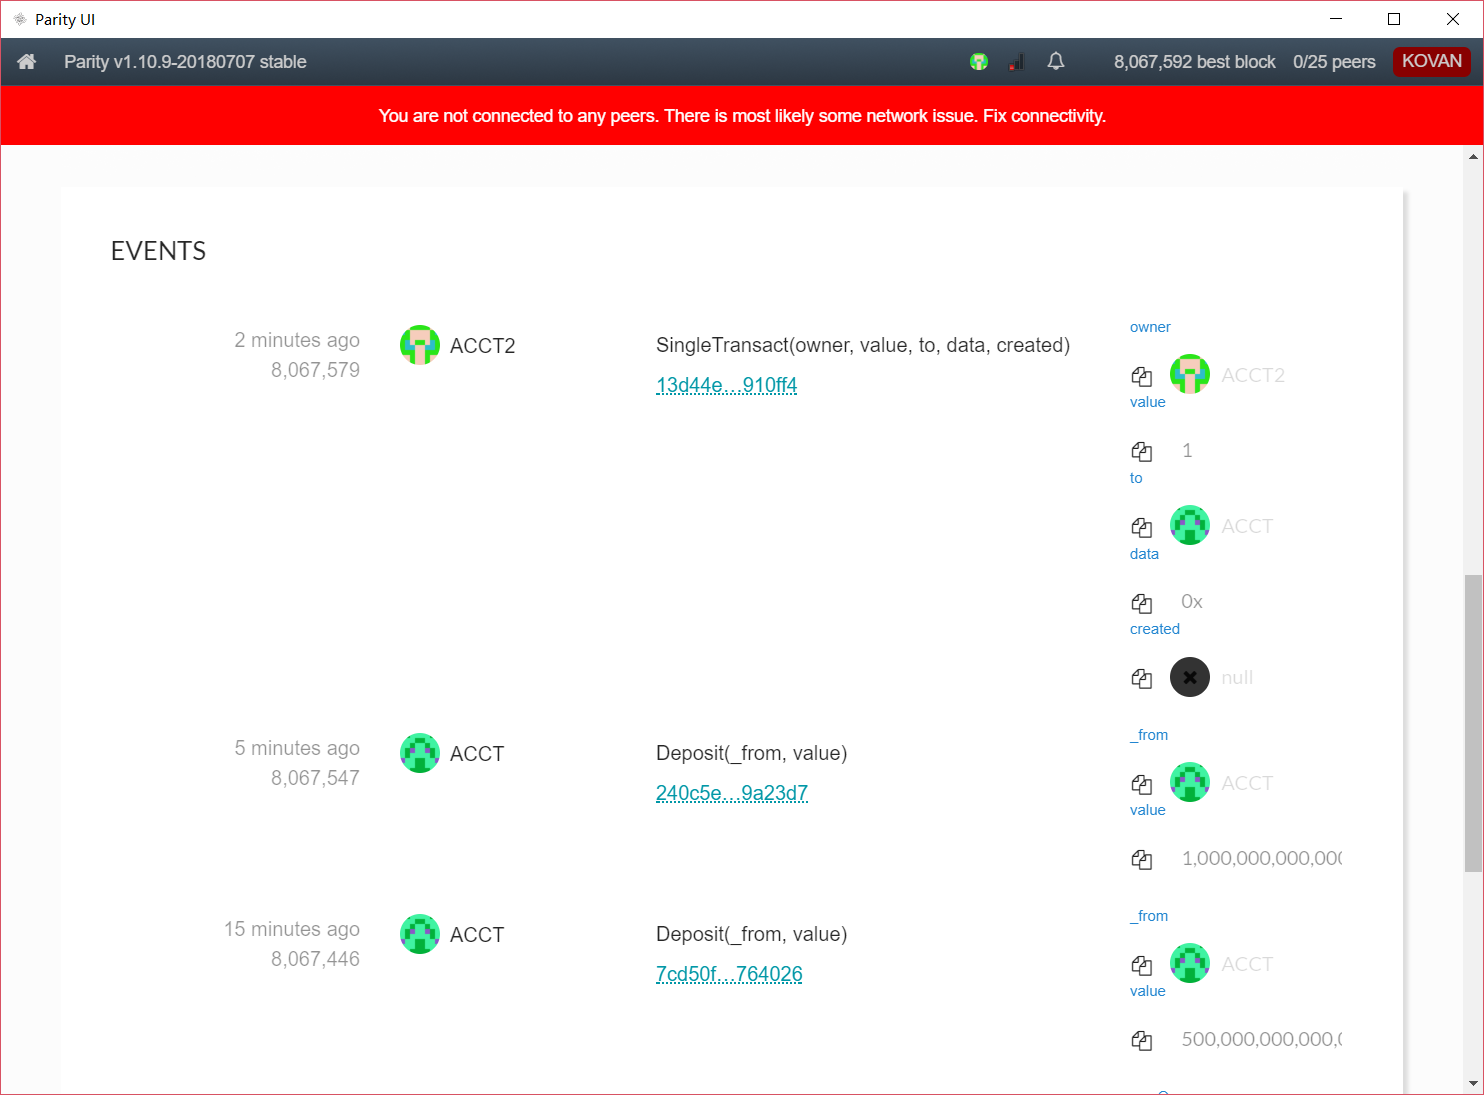 Parity UI
Parity v1.10.9-20180707 stable
8,067,592 best block 0/25 peers KOVAN
You are not connected to any peers. There is most likely some network issue. Fix connectivity.
EVENTS
2 minutes ago
8,067,579
ACCT2
SingleTransact(owner, value, to, data, created)
13d44e...910ff4
owner
ACCT2
value
1
to
ACCT
data
0x
created
null
5 minutes ago
8,067,547
ACCT
Deposit(_from, value)
240c5e...9a23d7
_from
ACCT
value
1,000,000,000,000
15 minutes ago
8,067,446
ACCT
Deposit(_from, value)
7cd50f...764026
_from
ACCT
value
500,000,000,000,